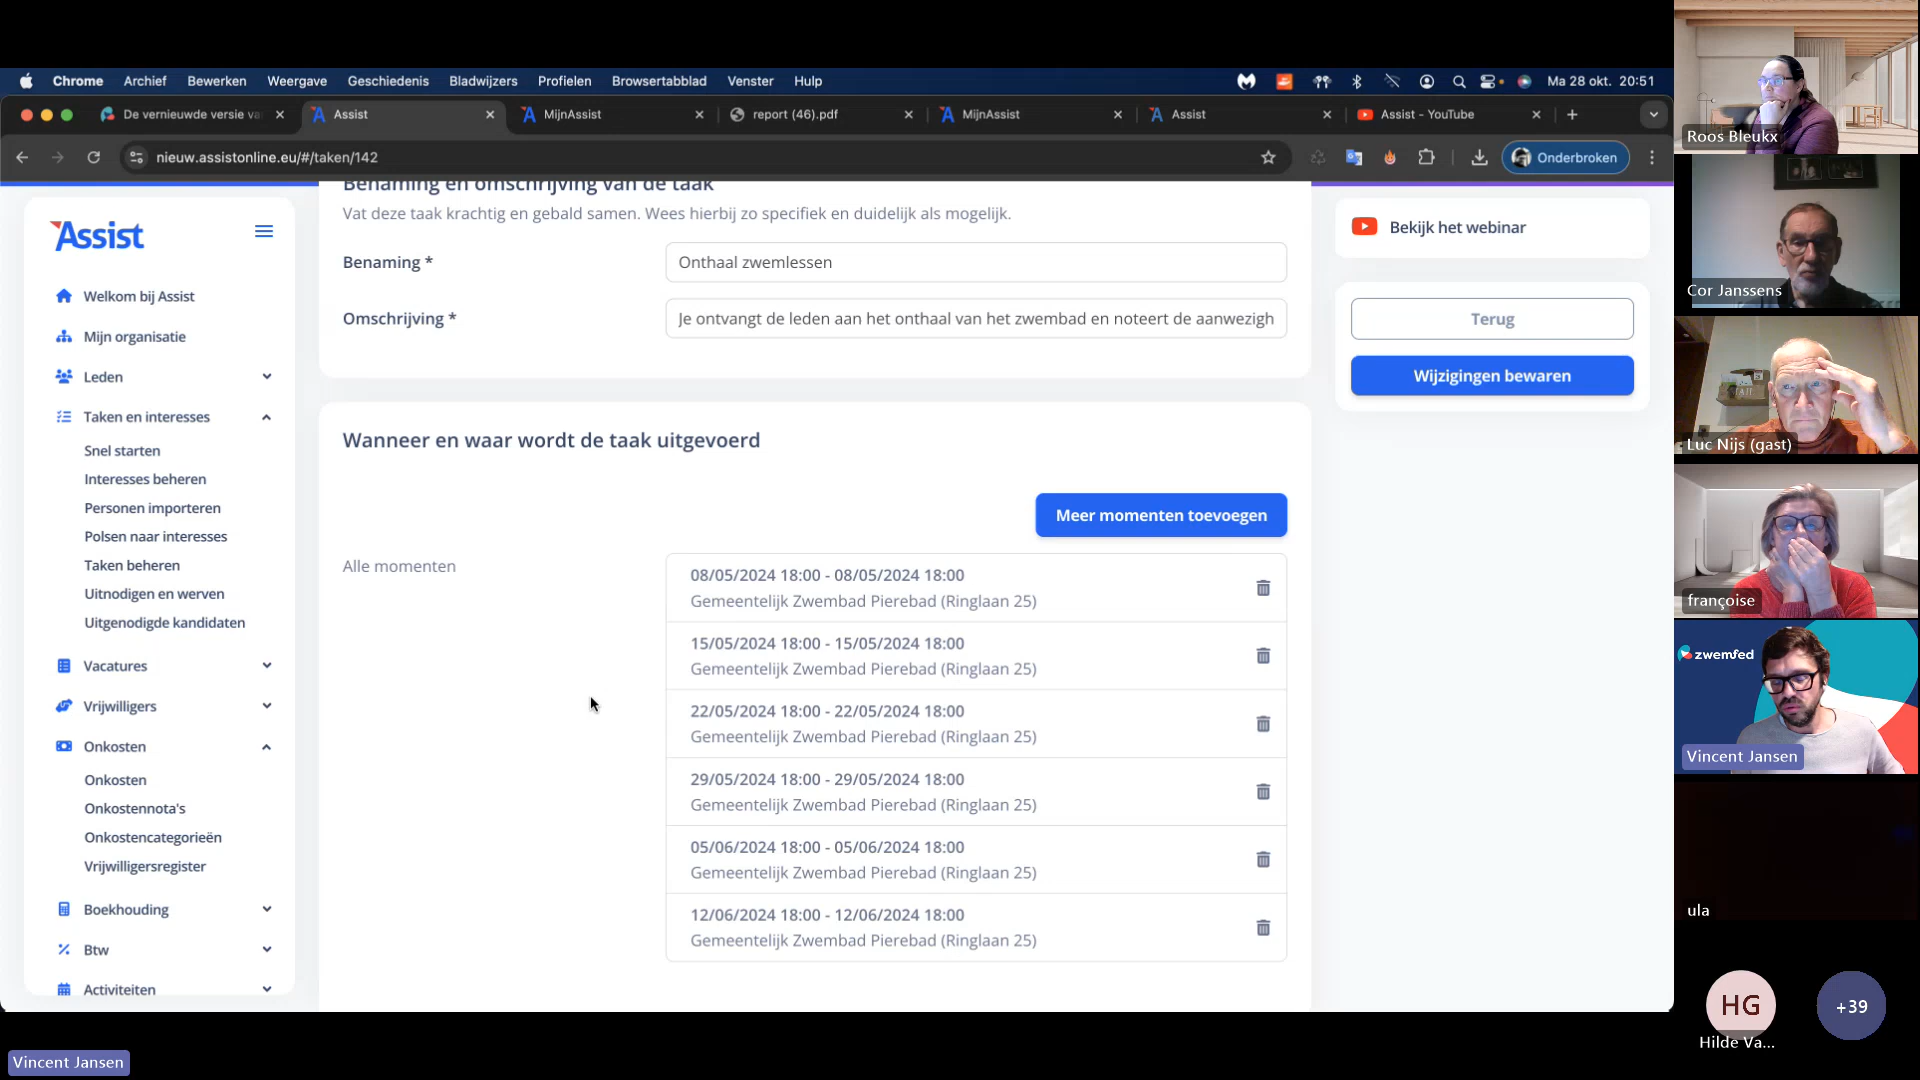 Chrome Archief Bewerken Weergave Geschiedenis Bladwijzers Profielen Browsertabblad Venster Hulp Ma 28 okt. 20:51
De vernieuwde versie va
Assist
MijnAssist
report (46).pdf
MijnAssist
Assist
Assist - YouTube
nieuw.assistonline.eu/#/taken/142
Onderbroken
Assist
Welkom bij Assist
Mijn organisatie
Leden
Taken en interesses
Snel starten
Interesses beheren
Personen importeren
Polsen naar interesses
Taken beheren
Uitnodigen en werven
Uitgenodigde kandidaten
Vacatures
Vrijwilligers
Onkosten
Onkosten
Onkostennota's
Onkostencategorieën
Vrijwilligersregister
Boekhouding
Btw
Activiteiten
Benaming en omschrijving van de taak
Vat deze taak krachtig en gebald samen. Wees hierbij zo specifiek en duidelijk als mogelijk.
Benaming *
Onthaal zwemlessen
Omschrijving *
Je ontvangt de leden aan het onthaal van het zwembad en noteert de aanwezigh
Wanneer en waar wordt de taak uitgevoerd
Meer momenten toevoegen
Alle momenten
08/05/2024 18:00 - 08/05/2024 18:00
Gemeentelijk Zwembad Pierebad (Ringlaan 25)
15/05/2024 18:00 - 15/05/2024 18:00
Gemeentelijk Zwembad Pierebad (Ringlaan 25)
22/05/2024 18:00 - 22/05/2024 18:00
Gemeentelijk Zwembad Pierebad (Ringlaan 25)
29/05/2024 18:00 - 29/05/2024 18:00
Gemeentelijk Zwembad Pierebad (Ringlaan 25)
05/06/2024 18:00 - 05/06/2024 18:00
Gemeentelijk Zwembad Pierebad (Ringlaan 25)
12/06/2024 18:00 - 12/06/2024 18:00
Gemeentelijk Zwembad Pierebad (Ringlaan 25)
Bekijk het webinar
Terug
Wijzigingen bewaren
Roos Bleukx
Cor Janssens
Luc Nijs (gast)
françoise
zwemfed
Vincent Jansen
ula
HG
Hilde Va...
+39
Vincent Jansen